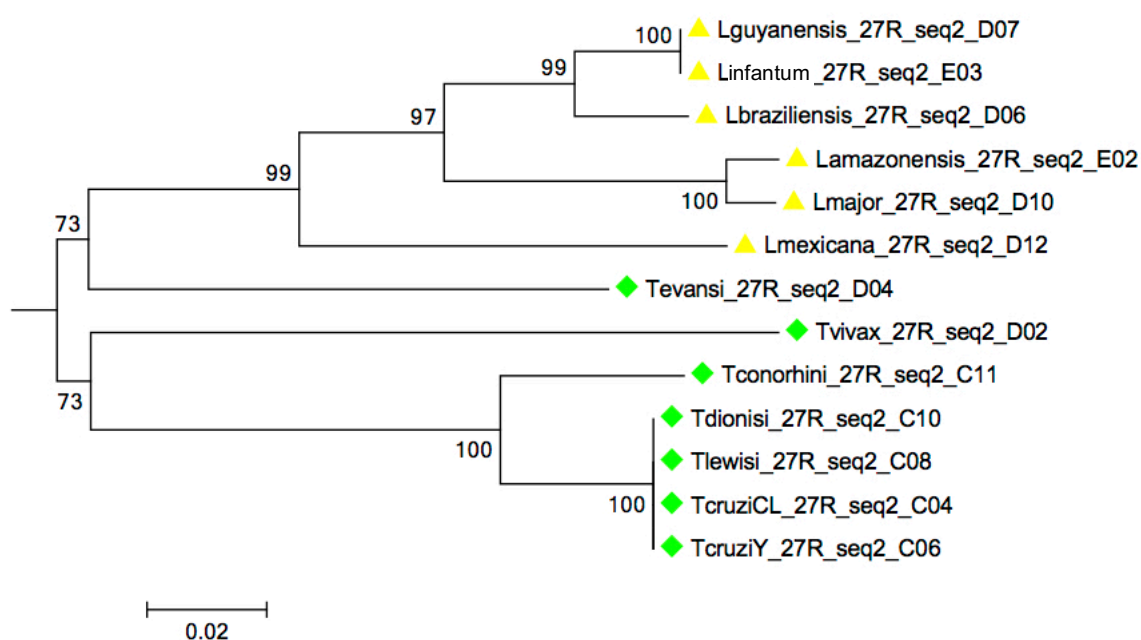 100
Lguyanensis_27R_seq2_D07
99
Linfantum_27R_seq2_E03
97
Lbraziliensis_27R_seq2_D06
99
Lamazonensis_27R_seq2_E02
100
Lmajor_27R_seq2_D10
73
Lmexicana_27R_seq2_D12
Tevansi_27R_seq2_D04
Tvivax_27R_seq2_D02
73
Tconorhini_27R_seq2_C11
Tdionisi_27R_seq2_C10
100
Tlewisi_27R_seq2_C08
100
TcruziCL_27R_seq2_C04
TcruziY_27R_seq2_C06
0.02